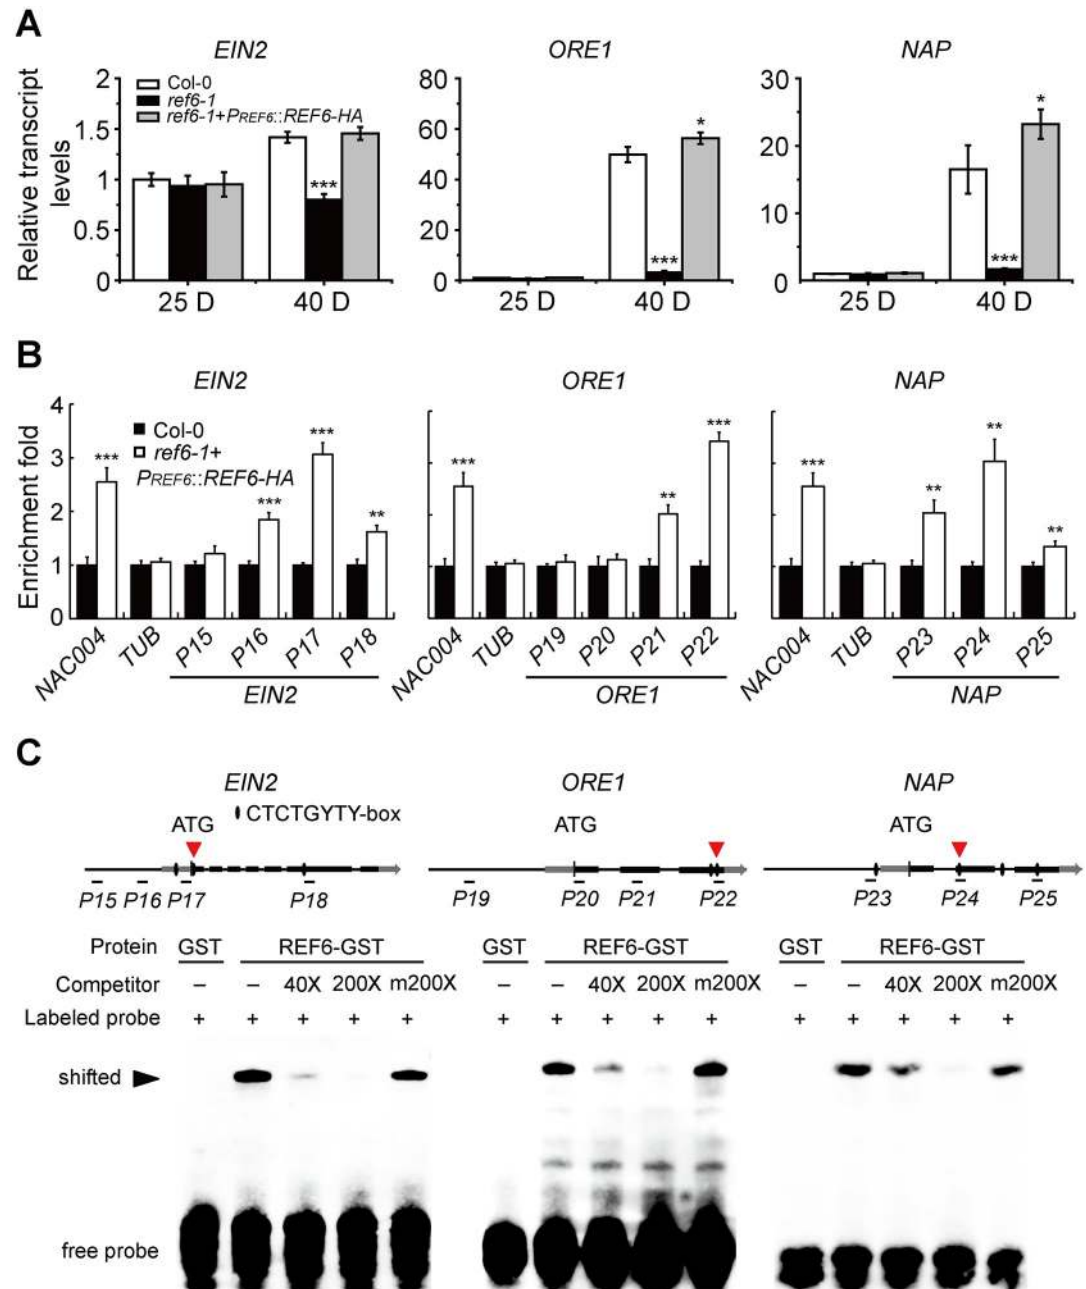 A
EIN2 ORE1 NAP
Relative transcript
levels
2
1.5
1
0.5
0
Col-0
ref6-1
ref6-1+PREF6::REF6-HA
***
25 D 40 D
80
60
40
20
0
*
***
25 D 40 D
30
20
10
0
*
***
25 D 40 D
B
EIN2 ORE1 NAP
Enrichment fold
4
3
2
1
0
Col-0
ref6-1+
PREF6::REF6-HA
*** *** *** **
*** ** ***
*** ** ** **
NAC004 TUB P15 P16 P17 P18
EIN2
NAC004 TUB P19 P20 P21 P22
ORE1
NAC004 TUB P23 P24 P25
NAP
C
EIN2 ORE1 NAP
CTCTGYTY-box
ATG ATG ATG
P15 P16 P17 P18 P19 P20 P21 P22 P23 P24 P25
Protein GST REF6-GST GST REF6-GST GST REF6-GST
Competitor – – 40X 200X m200X – – 40X 200X m200X – – 40X 200X m200X
Labeled probe + + + + + + + + + + + + + + +
shifted
free probe